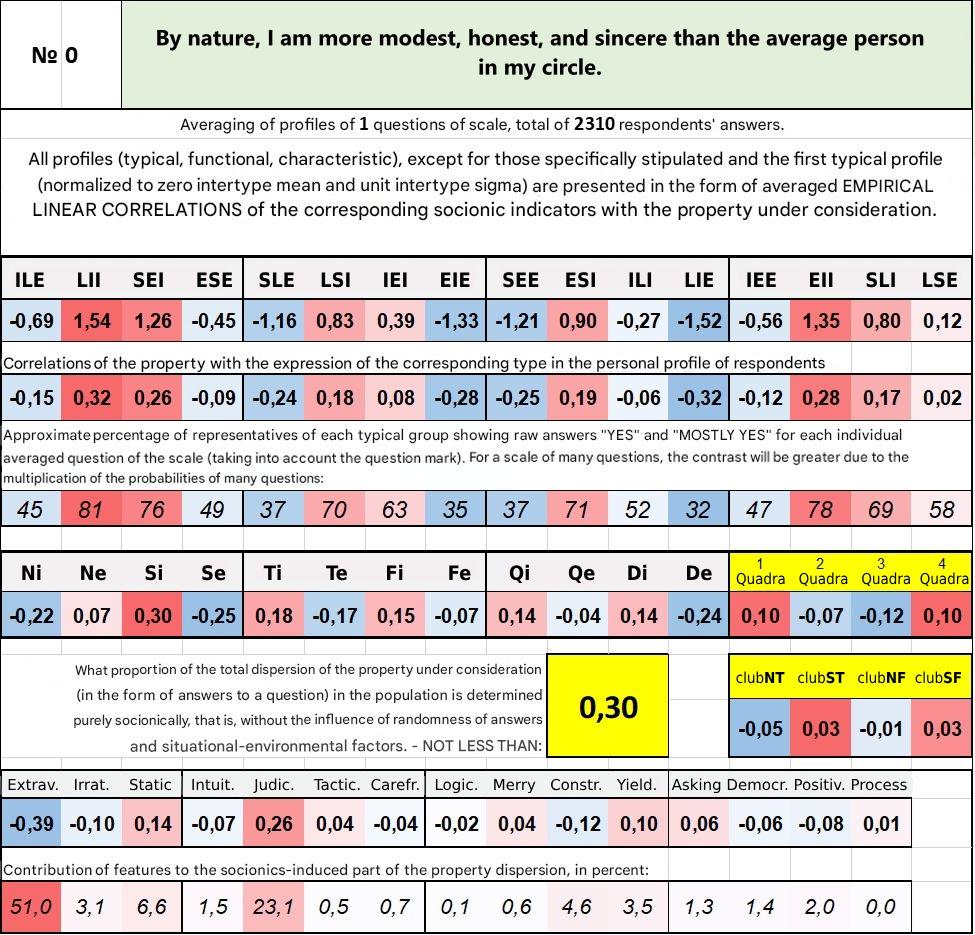 № 0
By nature, I am more modest, honest, and sincere than the average person
in my circle.
Averaging of profiles of 1 questions of scale, total of 2310 respondents' answers.
All profiles (typical, functional, characteristic), except for those specifically stipulated and the first typical profile
(normalized to zero intertype mean and unit intertype sigma) are presented in the form of averaged EMPIRICAL
LINEAR CORRELATIONS of the corresponding socionic indicators with the property under consideration.
ILE LII SEI ESE SLE LSI IEI EIE SEE ESI ILI LIE IEE EII SLI LSE
-0,69 1,54 1,26 -0,45 -1,16 0,83 0,39 -1,33 -1,21 0,90 -0,27 -1,52 -0,56 1,35 0,80 0,12
Correlations of the property with the expression of the corresponding type in the personal profile of respondents
-0,15 0,32 0,26 -0,09 -0,24 0,18 0,08 -0,28 -0,25 0,19 -0,06 -0,32 -0,12 0,28 0,17 0,02
Approximate percentage of representatives of each typical group showing raw answers "YES" and "MOSTLY YES" for each individual
averaged question of the scale (taking into account the question mark). For a scale of many questions, the contrast will be greater due to the
multiplication of the probabilities of many questions:
45 81 76 49 37 70 63 35 37 71 52 32 47 78 69 58
Ni Ne Si Se Ti Te Fi Fe Qi Qe Di De 1 Quadra 2 Quadra 3 Quadra 4 Quadra
-0,22 0,07 0,30 -0,25 0,18 -0,17 0,15 -0,07 0,14 -0,04 0,14 -0,24 0,10 -0,07 -0,12 0,10
What proportion of the total dispersion of the property under consideration
(in the form of answers to a question) in the population is determined
purely socionically, that is, without the influence of randomness of answers
and situational-environmental factors. - NOT LESS THAN:
0,30
clubNT clubST clubNF clubSF
-0,05 0,03 -0,01 0,03
Extrav. Irrat. Static Intuit. Judic. Tactic. Carefr. Logic. Merry Constr. Yield. Asking Democr. Positiv. Process
-0,39 -0,10 0,14 -0,07 0,26 0,04 -0,04 -0,02 0,04 -0,12 0,10 0,06 -0,06 -0,08 0,01
Contribution of features to the socionics-induced part of the property dispersion, in percent:
51,0 3,1 6,6 1,5 23,1 0,5 0,7 0,1 0,6 4,6 3,5 1,3 1,4 2,0 0,0